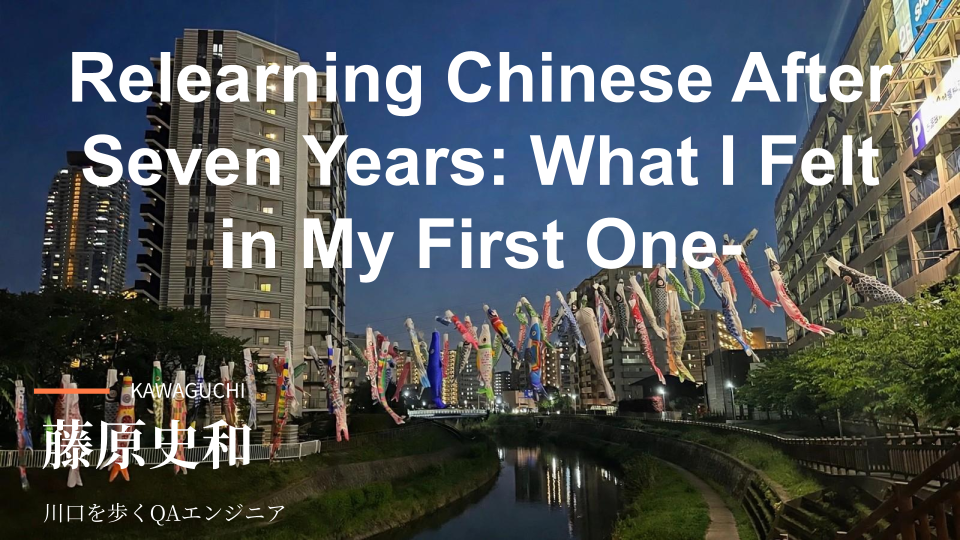 Relearning Chinese After
Seven Years: What I Felt
in My First One-
KAWAGUCHI
藤原史和
川口を歩くQAエンジニア